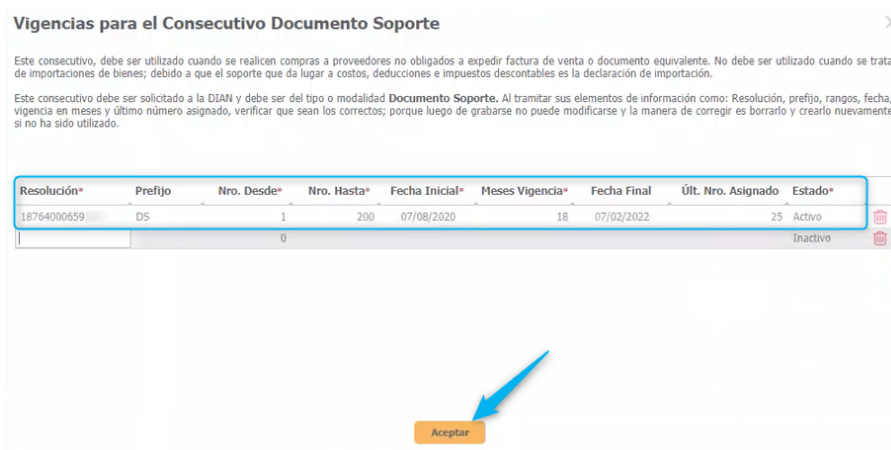 Vigencias para el Consecutivo Documento Soporte
Este consecutivo, debe ser utilizado cuando se realicen compras a proveedores no obligados a expedir factura de venta o documento equivalente. No debe ser utilizado cuando se trata
de importaciones de bienes; debido a que el soporte que da lugar a costos, deducciones e impuestos descontables es la declaración de importación.
Este consecutivo debe ser solicitado a la DIAN y debe ser del tipo o modalidad Documento Soporte. Al tramitar sus elementos de información como: Resolución, prefijo, rangos, fecha,
vigencia en meses y último número asignado, verificar que sean los correctos; porque luego de grabarse no puede modificarse y la manera de corregir es borrarlo y crearlo nuevamente
si no ha sido utilizado.
Resolución* Prefijo Nro. Desde* Nro. Hasta* Fecha Inicial* Meses Vigencia* Fecha Final Últ. Nro. Asignado Estado*
18764000659 DS 1 200 07/08/2020 18 07/02/2022 25 Activo
0 Inactivo
Aceptar